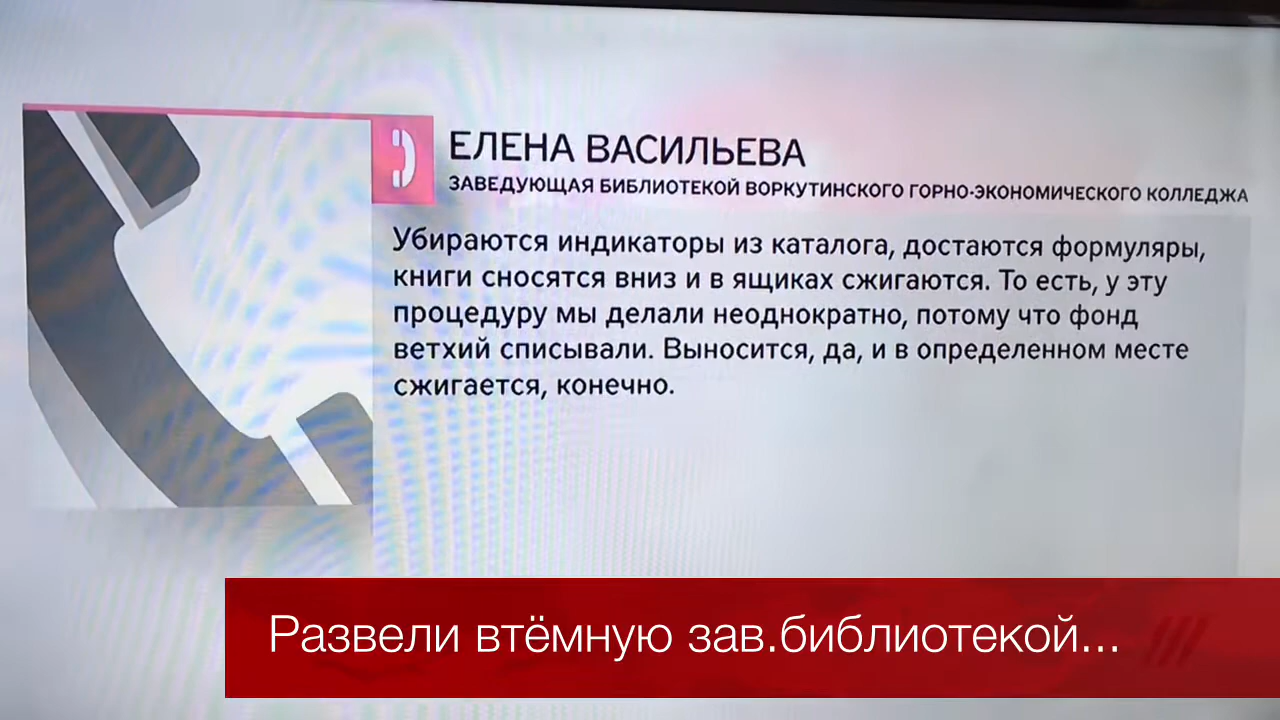 ЕЛЕНА ВАСИЛЬЕВА
ЗАВЕДУЮЩАЯ БИБЛИОТЕКОЙ ВОРКУТИНСКОГО ГОРНО-ЭКОНОМИЧЕСКОГО КОЛЛЕДЖА
Убираются индикаторы из каталога, достаются формуляры,
книги сносятся вниз и в ящиках сжигаются. То есть, у эту
процедуру мы делали неоднократно, потому что фонд
ветхий списывали. Выносится, да, и в определенном месте
сжигается, конечно.
Развели втёмную зав.библиотекой...